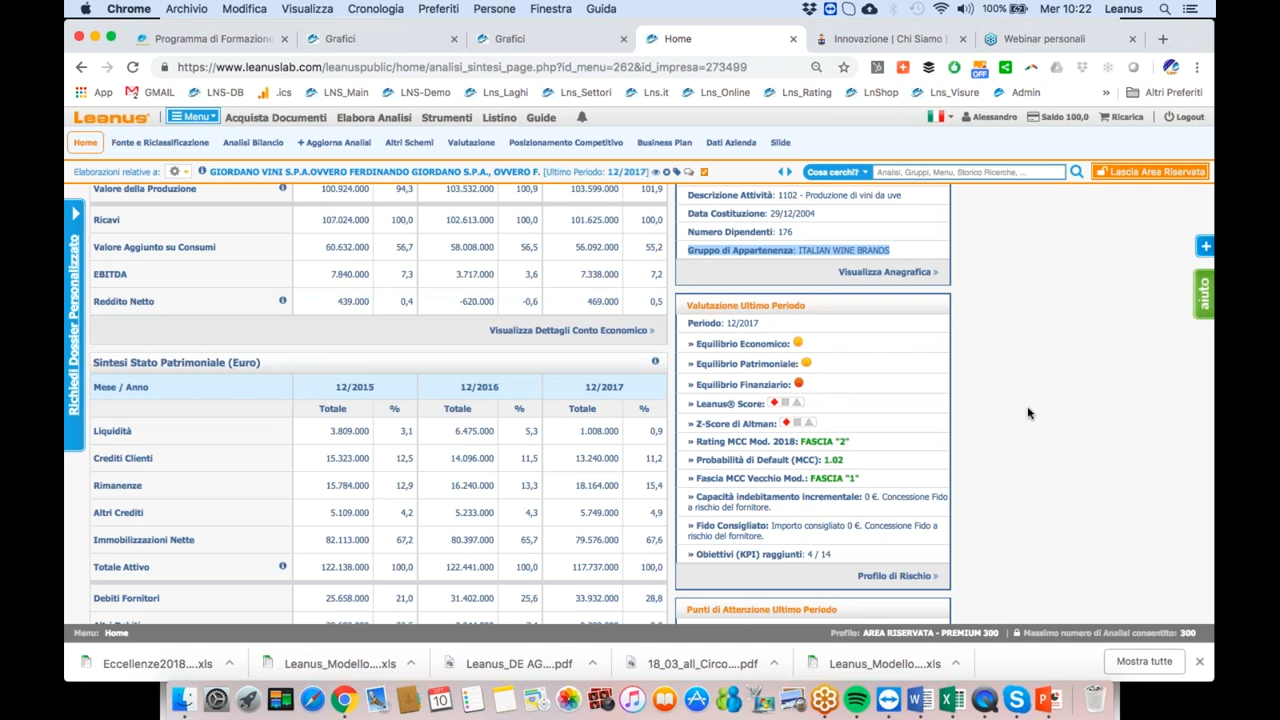 Chrome Archivio Modifica Visualizza Cronologia Preferiti Persone Finestra Guida 100% Mer 10:22 Leanus
Programma di Formazione Grafici Grafici Home Innovazione | Chi Siamo | Webinar personali
https://www.leanuslab.com/leanuspublic/home/analisi_sintesi_page.php?id_menu=262&id_impresa=273499
OFF
App GMAIL LNS-DB .ics LNS_Main LNS-Demo Lns_Laghi Lns_Settori Lns.it Lns_Online Lns_Rating LnShop Lns_Visure Admin » Altri Preferiti
Leanus Menu Acquista Documenti Elabora Analisi Strumenti Listino Guide Alessandro Saldo 100,0 Ricarica Logout
Home Fonte e Riclassificazione Analisi Bilancio + Aggiorna Analisi Altri Schemi Valutazione Posizionamento Competitivo Business Plan Dati Azienda Slide
Elaborazioni relative a: GIORDANO VINI S.P.A.OVVERO FERDINANDO GIORDANO S.P.A., OVVERO F. [Ultimo Periodo: 12/2017] Cosa cerchi? Analisi, Gruppi, Menu, Storico Ricerche, ... Lascia Area Riservata
Richiedi Dossier Personalizzato
Valore della Produzione 100.924.000 94,3 103.532.000 100,9 103.599.000 101,9
Ricavi 107.024.000 100,0 102.613.000 100,0 101.625.000 100,0
Valore Aggiunto su Consumi 60.632.000 56,7 58.008.000 56,5 56.092.000 55,2
EBITDA 7.840.000 7,3 3.717.000 3,6 7.338.000 7,2
Reddito Netto 439.000 0,4 -620.000 -0,6 469.000 0,5
Visualizza Dettagli Conto Economico »
Sintesi Stato Patrimoniale (Euro)
Mese / Anno 12/2015 12/2016 12/2017
Totale % Totale % Totale %
Liquidità 3.809.000 3,1 6.475.000 5,3 1.008.000 0,9
Crediti Clienti 15.323.000 12,5 14.096.000 11,5 13.240.000 11,2
Rimanenze 15.784.000 12,9 16.240.000 13,3 18.164.000 15,4
Altri Crediti 5.109.000 4,2 5.233.000 4,3 5.749.000 4,9
Immobilizzazioni Nette 82.113.000 67,2 80.397.000 65,7 79.576.000 67,6
Totale Attivo 122.138.000 100,0 122.441.000 100,0 117.737.000 100,0
Debiti Fornitori 25.658.000 21,0 31.402.000 25,6 33.932.000 28,8
Descrizione Attività 1102 - Produzione di vini da uve
Data Costituzione: 29/12/2004
Numero Dipendenti: 176
Gruppo di Appartenenza: ITALIAN WINE BRANDS
Visualizza Anagrafica »
Valutazione Ultimo Periodo
Periodo: 12/2017
» Equilibrio Economico:
» Equilibrio Patrimoniale:
» Equilibrio Finanziario:
» Leanus® Score:
» Z-Score di Altman:
» Rating MCC Mod. 2018: FASCIA "2"
» Probabilità di Default (MCC): 1.02
» Fascia MCC Vecchio Mod.: FASCIA "1"
» Capacità indebitamento incrementale: 0 €. Concessione Fido
a rischio del fornitore.
» Fido Consigliato: Importo consigliato 0 €. Concessione Fido a
rischio del fornitore.
» Obiettivi (KPI) raggiunti: 4 / 14
Profilo di Rischio »
Punti di Attenzione Ultimo Periodo
+
aiuto
Menu: Home Profilo: AREA RISERVATA - PREMIUM 300 | Massimo numero di Analisi consentito: 300
Eccellenze2018....xls Leanus_Modello....xls Leanus_DE AG....pdf 18_03_all_Circo....pdf Leanus_Modello....xls Mostra tutte
10